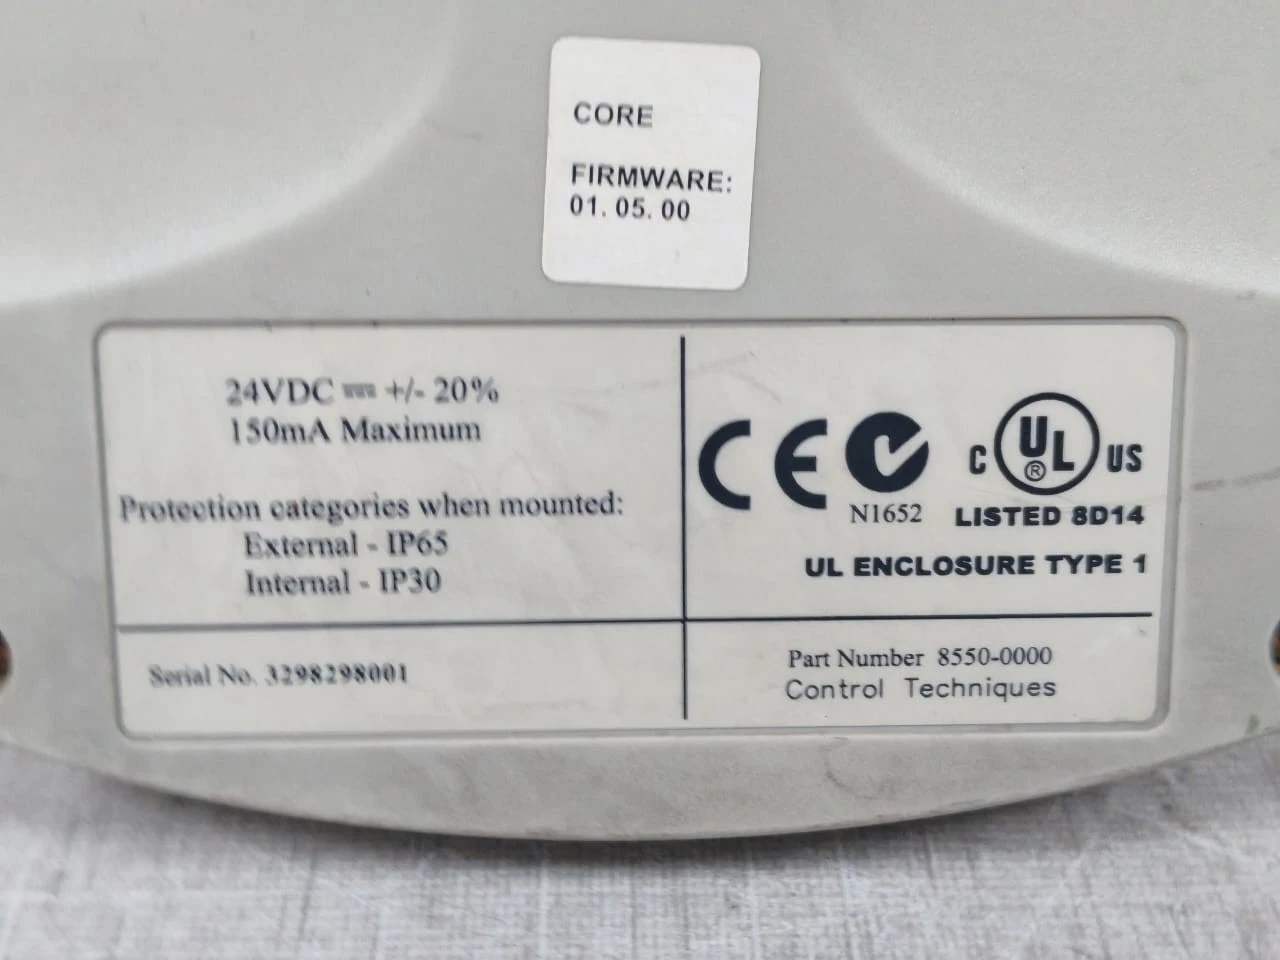 CORE
FIRMWARE:
01. 05. 00
24VDC ⎓ +/- 20%
150mA Maximum
Protection categories when mounted:
External - IP65
Internal - IP30
Serial No. 3298298001
CE
N1652
C UL ® US
LISTED 8D14
UL ENCLOSURE TYPE 1
Part Number 8550-0000
Control Techniques